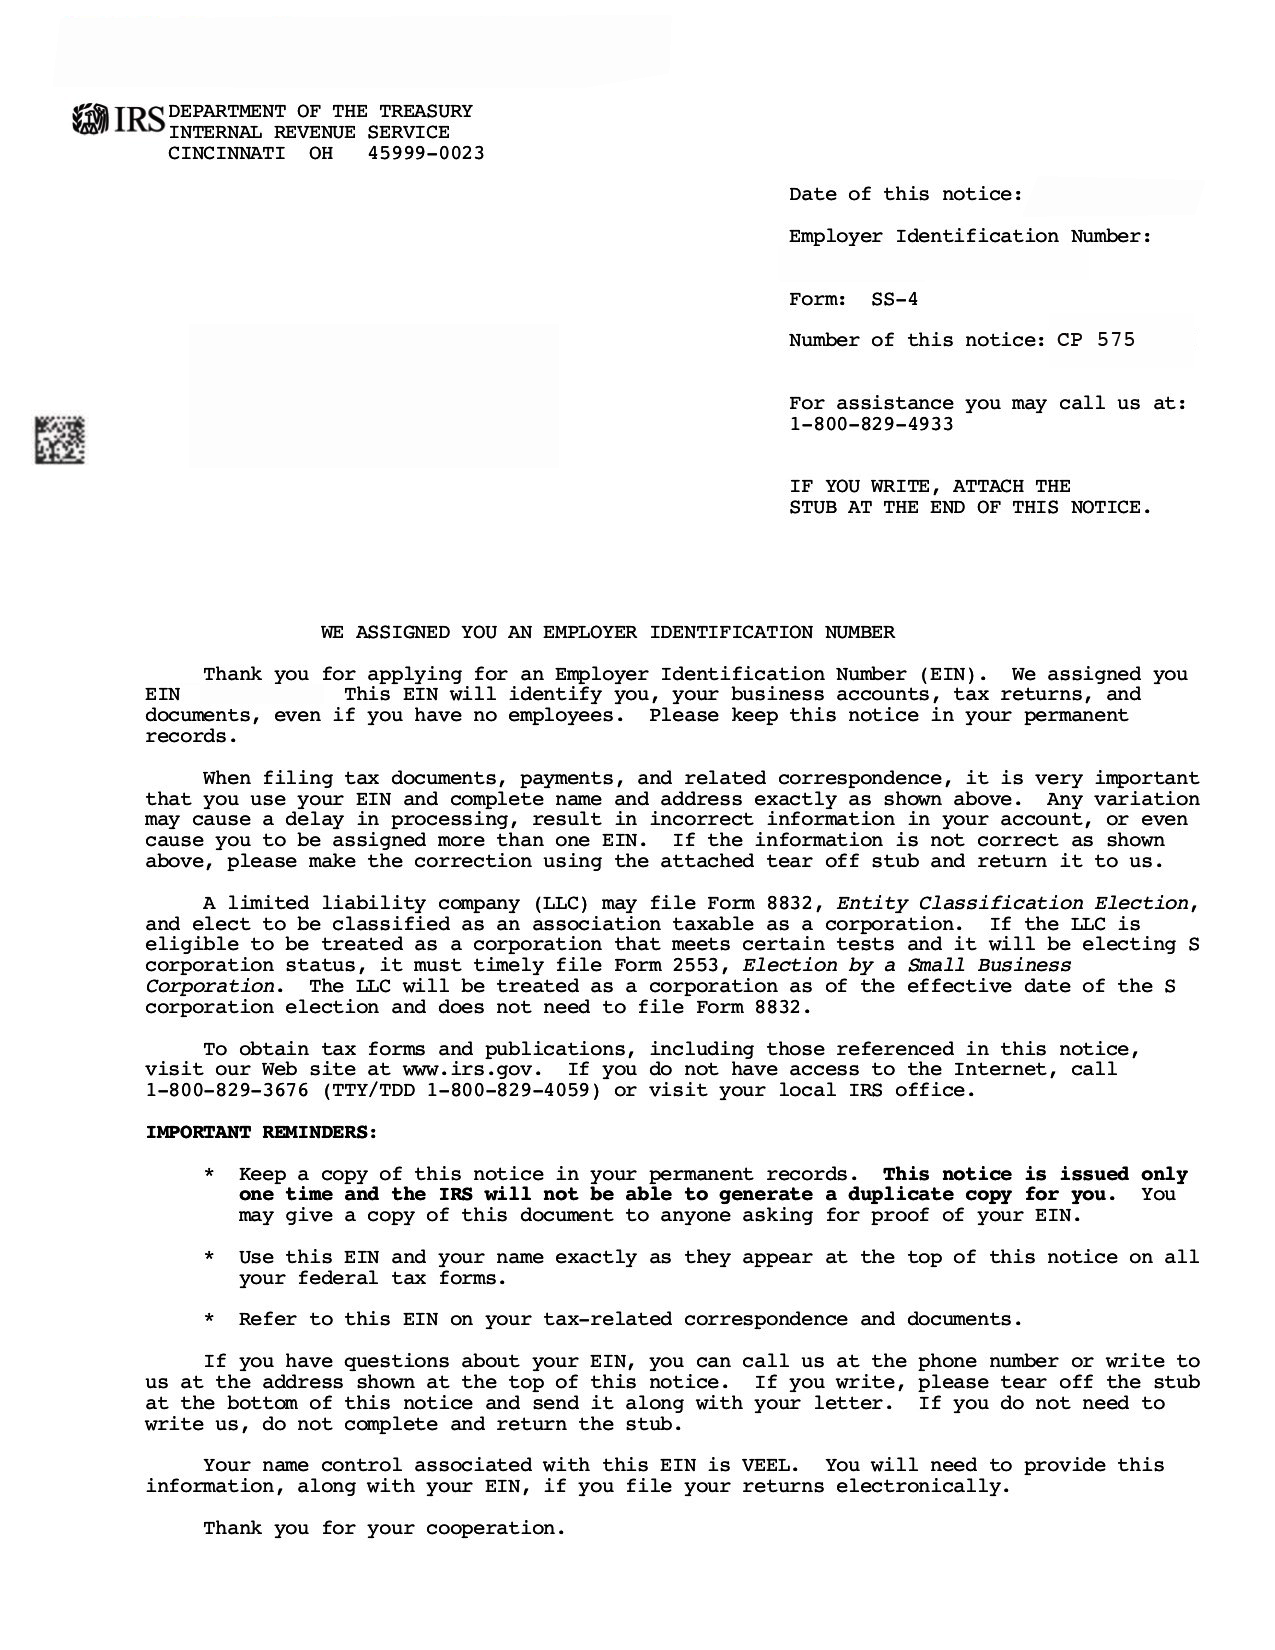 IRS DEPARTMENT OF THE TREASURY
INTERNAL REVENUE SERVICE
CINCINNATI OH 45999-0023
Date of this notice:
Employer Identification Number:
Form: SS-4
Number of this notice: CP 575
For assistance you may call us at:
1-800-829-4933
IF YOU WRITE, ATTACH THE
STUB AT THE END OF THIS NOTICE.
WE ASSIGNED YOU AN EMPLOYER IDENTIFICATION NUMBER
Thank you for applying for an Employer Identification Number (EIN). We assigned you
EIN This EIN will identify you, your business accounts, tax returns, and
documents, even if you have no employees. Please keep this notice in your permanent
records.
When filing tax documents, payments, and related correspondence, it is very important
that you use your EIN and complete name and address exactly as shown above. Any variation
may cause a delay in processing, result in incorrect information in your account, or even
cause you to be assigned more than one EIN. If the information is not correct as shown
above, please make the correction using the attached tear off stub and return it to us.
A limited liability company (LLC) may file Form 8832, Entity Classification Election,
and elect to be classified as an association taxable as a corporation. If the LLC is
eligible to be treated as a corporation that meets certain tests and it will be electing S
corporation status, it must timely file Form 2553, Election by a Small Business
Corporation. The LLC will be treated as a corporation as of the effective date of the S
corporation election and does not need to file Form 8832.
To obtain tax forms and publications, including those referenced in this notice,
visit our Web site at www.irs.gov. If you do not have access to the Internet, call
1-800-829-3676 (TTY/TDD 1-800-829-4059) or visit your local IRS office.
IMPORTANT REMINDERS:
* Keep a copy of this notice in your permanent records. This notice is issued only
one time and the IRS will not be able to generate a duplicate copy for you. You
may give a copy of this document to anyone asking for proof of your EIN.
* Use this EIN and your name exactly as they appear at the top of this notice on all
your federal tax forms.
* Refer to this EIN on your tax-related correspondence and documents.
If you have questions about your EIN, you can call us at the phone number or write to
us at the address shown at the top of this notice. If you write, please tear off the stub
at the bottom of this notice and send it along with your letter. If you do not need to
write us, do not complete and return the stub.
Your name control associated with this EIN is VEEL. You will need to provide this
information, along with your EIN, if you file your returns electronically.
Thank you for your cooperation.